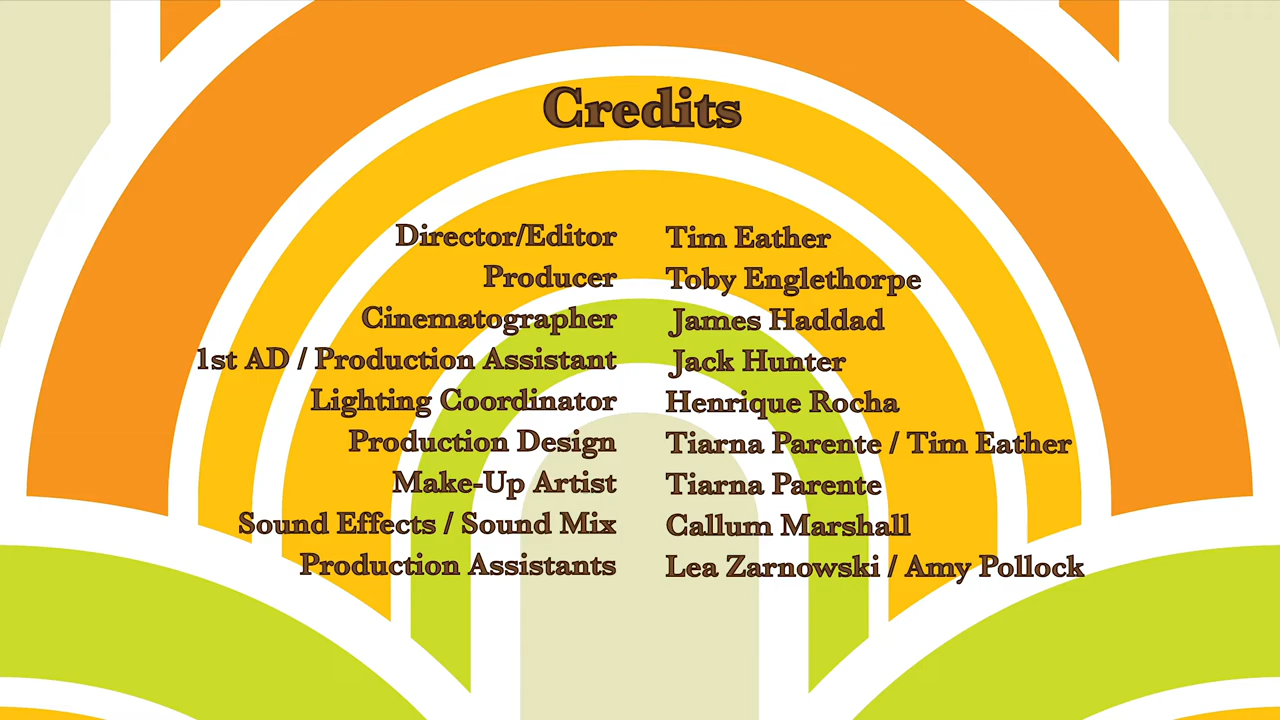 Credits
Director/Editor Tim Eather
Producer Toby Englethorpe
Cinematographer James Haddad
1st AD / Production Assistant Jack Hunter
Lighting Coordinator Henrique Rocha
Production Design Tiarna Parente / Tim Eather
Make-Up Artist Tiarna Parente
Sound Effects / Sound Mix Callum Marshall
Production Assistants Lea Zarnowski / Amy Pollock